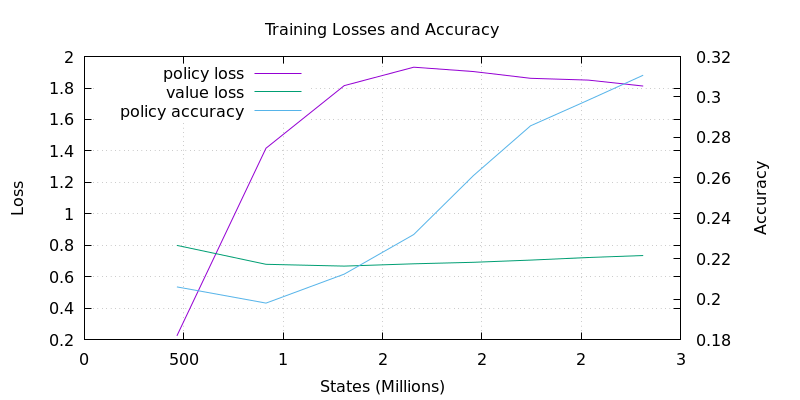 Training Losses and Accuracy
2
1.8
1.6
1.4
1.2
1
0.8
0.6
0.4
0.2
Loss
policy loss
value loss
policy accuracy
0.32
0.3
0.28
0.26
0.24
0.22
0.2
0.18
Accuracy
0 500 1 2 2 2 3
States (Millions)